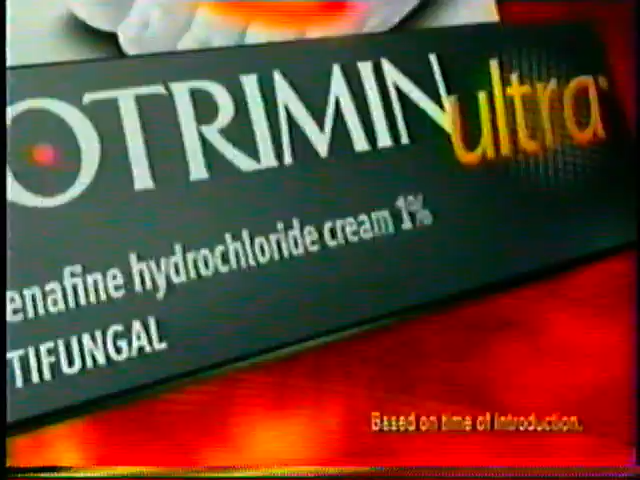 OTRIMIN ultra
enafine hydrochloride cream 1%
TIFUNGAL
Based on time of introduction.